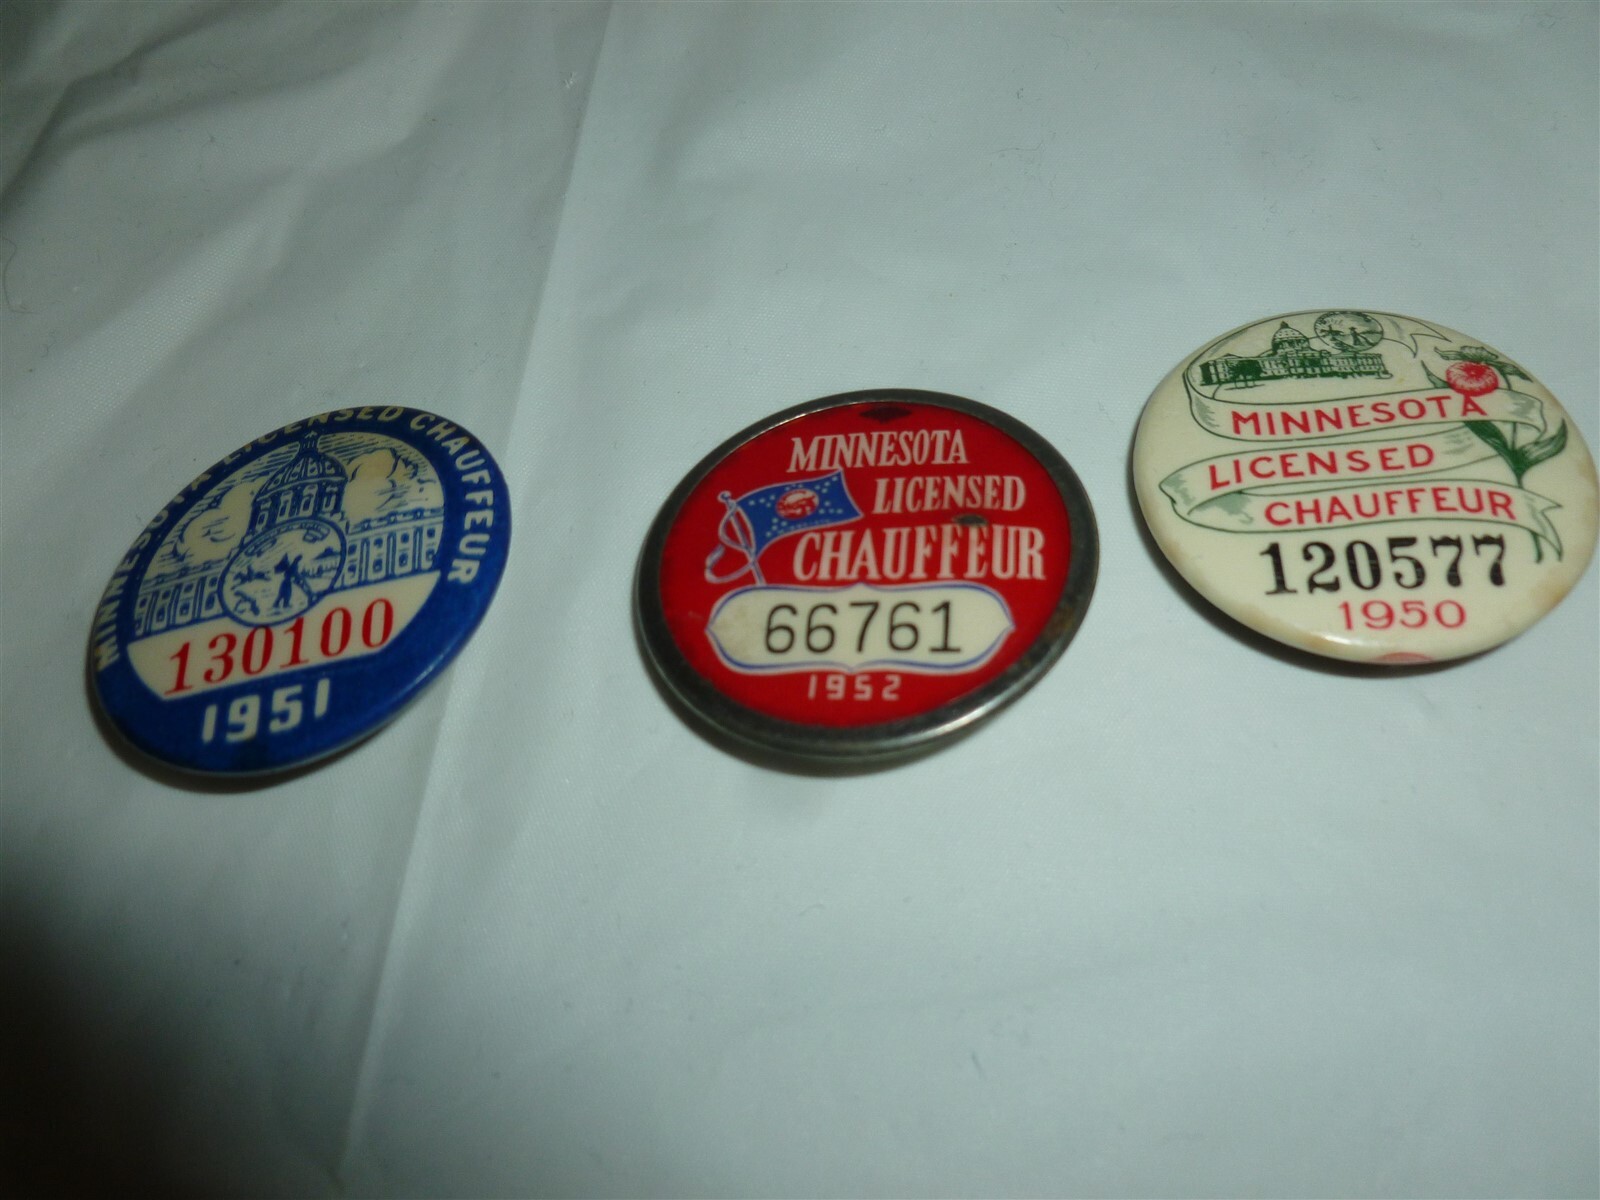 MINNESOTA LICENSED CHAUFFEUR
130100
1951
MINNESOTA
LICENSED
CHAUFFEUR
66761
1952
MINNESOTA
LICENSED
CHAUFFEUR
120577
1950